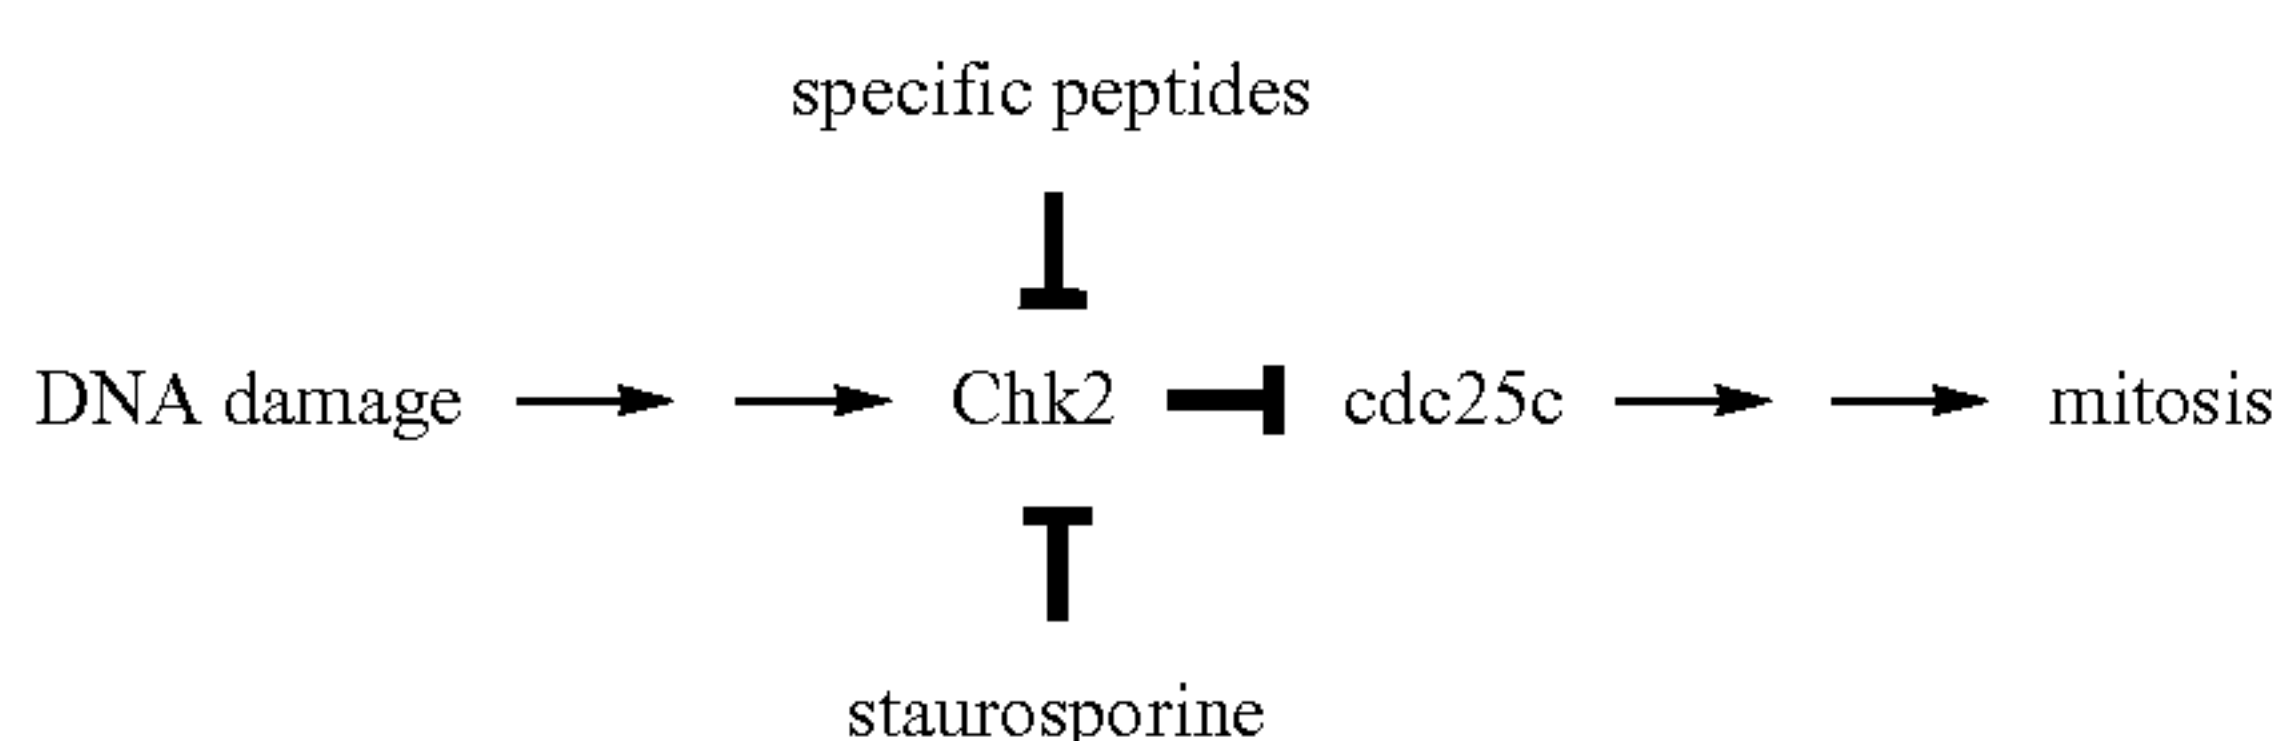 specific peptides
DNA damage Chk2 cdc25c mitosis
staurosporine